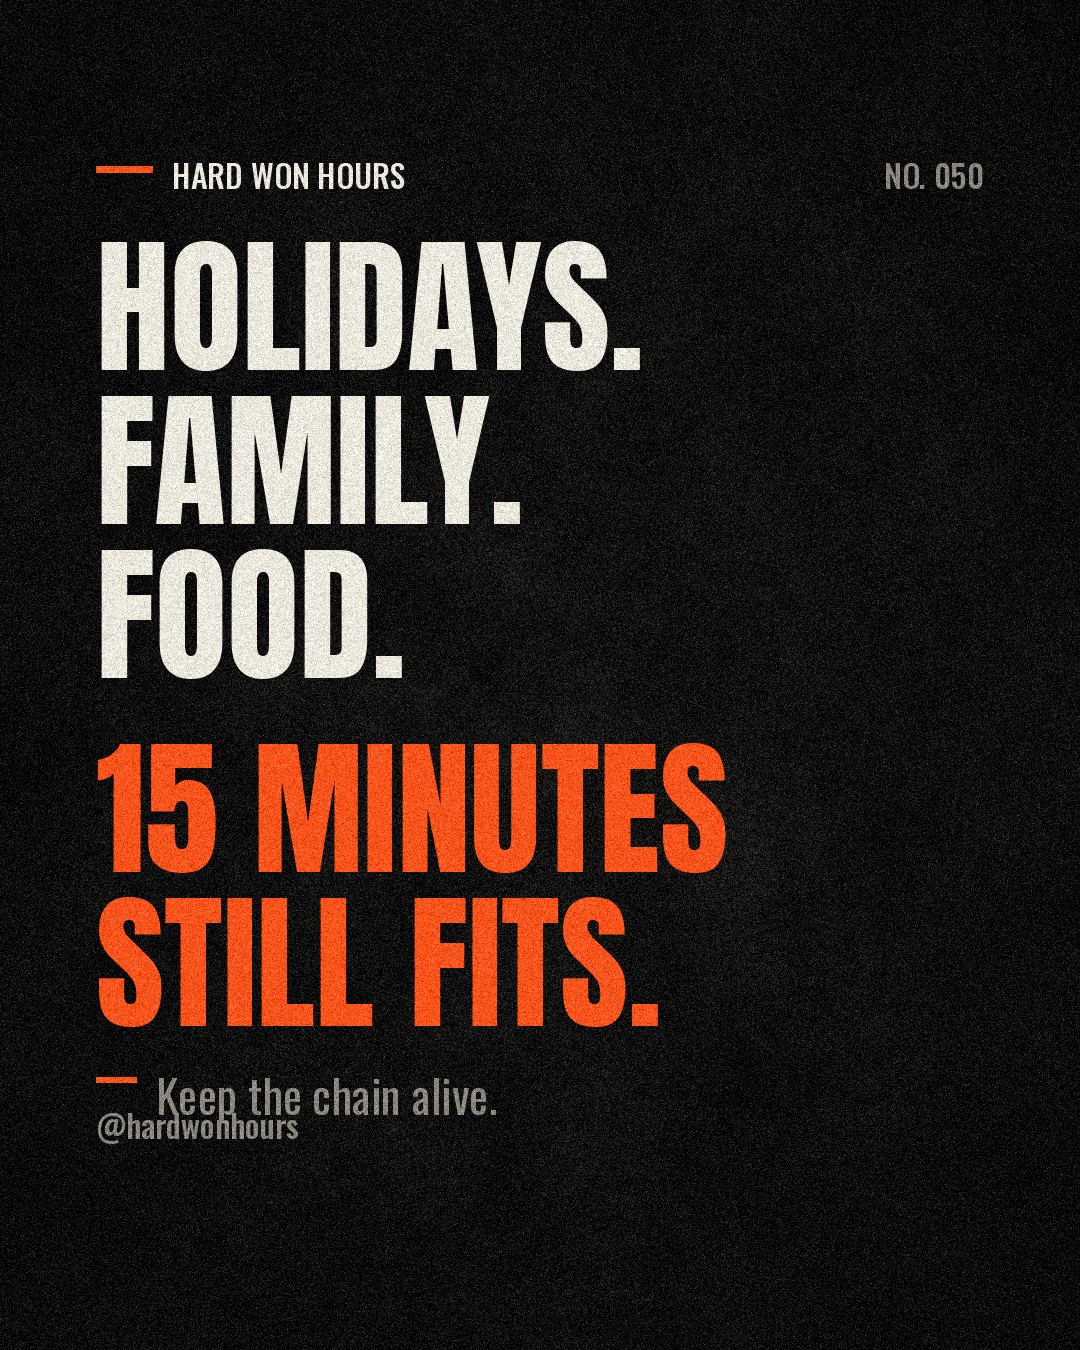 HARD WON HOURS
NO. 050
HOLIDAYS.
FAMILY.
FOOD.
15 MINUTES
STILL FITS.
Keep the chain alive.
@hardwonhours